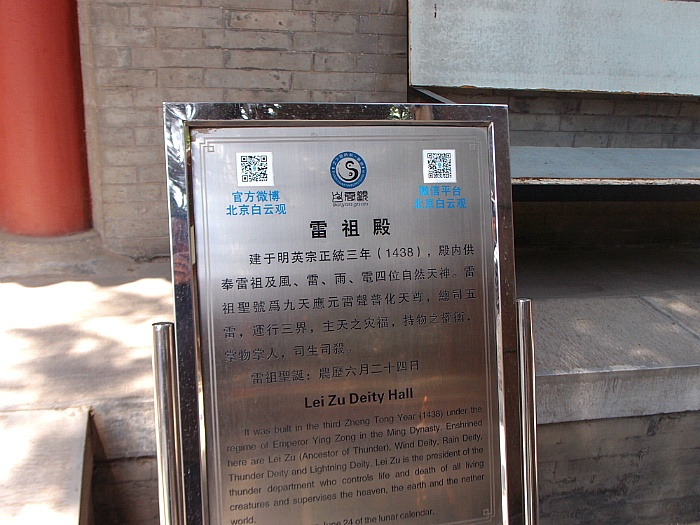 官方微博
北京白云观
微信平台
北京白云观
雷祖殿
建于明英宗正統三年（1438），殿内供
奉雷祖及風、雷、雨、電四位自然天神。雷
祖聖號爲九天應元雷聲普化天尊，總司五
雷，運行三界，主天之灾福，持物之權衡，
掌物掌人，司生司殺。
雷祖聖誕：農歷六月二十四日
Lei Zu Deity Hall
It was built in the third Zheng Tong Year (1438) under the
regime of Emperor Ying Zong in the Ming Dynasty. Enshrined
here are Lei Zu (Ancestor of Thunder), Wind Deity, Rain Deity,
Thunder Deity and Lightning Deity. Lei Zu is the president of the
thunder department who controls life and death of all living
creatures and supervises the heaven, the earth and the nether
world.
June 24 of the lunar calendar.